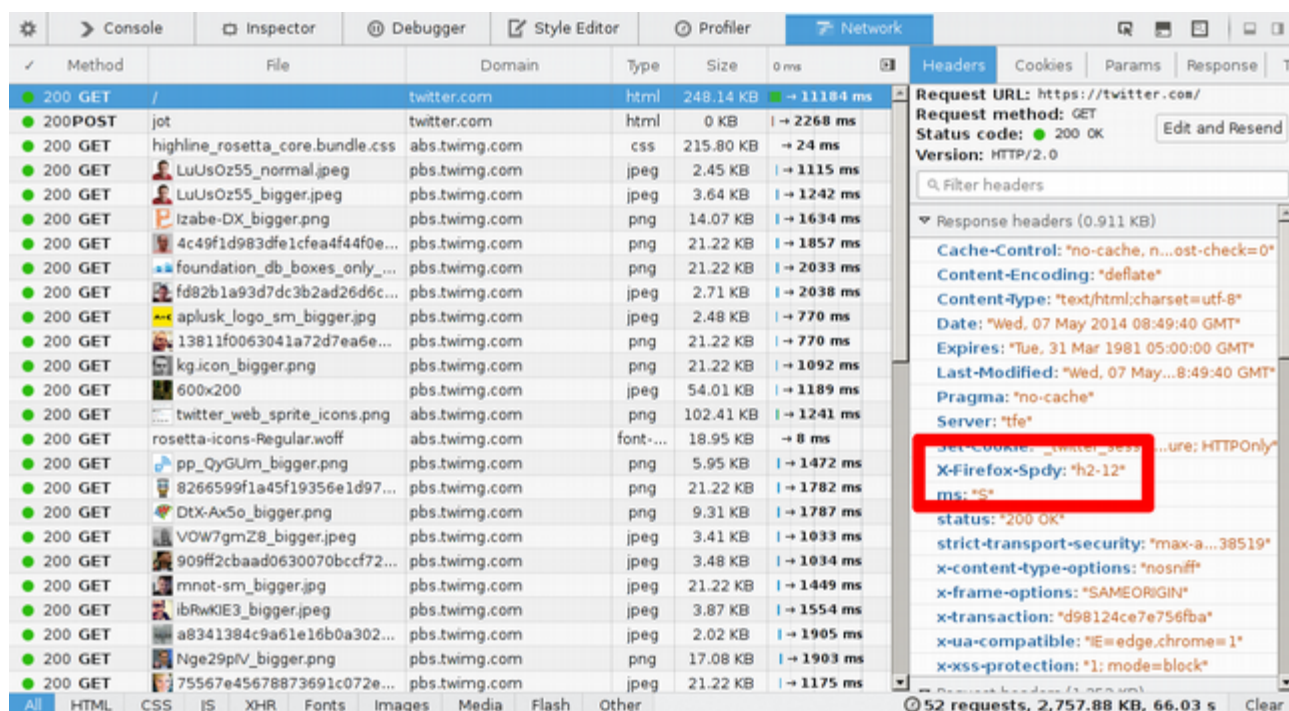 Console Inspector Debugger Style Editor Profiler Network
✓ Method File Domain Type Size 0 ms Headers Cookies Params Response
200 GET / twitter.com html 248.14 KB → 11184 ms
200 POST jot twitter.com html 0 KB → 2268 ms
200 GET highline_rosetta_core.bundle.css abs.twimg.com css 215.80 KB → 24 ms
200 GET LuUsOz55_normal.jpeg pbs.twimg.com jpeg 2.45 KB → 1115 ms
200 GET LuUsOz55_bigger.jpeg pbs.twimg.com jpeg 3.64 KB → 1242 ms
200 GET Izabe-DX_bigger.png pbs.twimg.com png 14.07 KB → 1634 ms
200 GET 4c49f1d983dfe1cfea4f44f0e... pbs.twimg.com png 21.22 KB → 1857 ms
200 GET foundation_db_boxes_only_... pbs.twimg.com png 21.22 KB → 2033 ms
200 GET fd82b1a93d7dc3b2ad26d6c... pbs.twimg.com jpeg 2.71 KB → 2038 ms
200 GET aplusk_logo_sm_bigger.jpg pbs.twimg.com jpeg 2.48 KB → 770 ms
200 GET 13811f0063041a72d7ea6e... pbs.twimg.com png 21.22 KB → 770 ms
200 GET kg.icon_bigger.png pbs.twimg.com png 21.22 KB → 1092 ms
200 GET 600x200 pbs.twimg.com jpeg 54.01 KB → 1189 ms
200 GET twitter_web_sprite_icons.png abs.twimg.com png 102.41 KB → 1241 ms
200 GET rosetta-icons-Regular.woff abs.twimg.com font-... 18.95 KB → 8 ms
200 GET pp_QyGUm_bigger.png pbs.twimg.com png 5.95 KB → 1472 ms
200 GET 8266599f1a45f19356e1d97... pbs.twimg.com png 21.22 KB → 1782 ms
200 GET DtX-Ax5o_bigger.png pbs.twimg.com png 9.31 KB → 1787 ms
200 GET VOW7gmZ8_bigger.jpeg pbs.twimg.com jpeg 3.41 KB → 1033 ms
200 GET 909ff2cbaad0630070bccf72... pbs.twimg.com jpeg 3.48 KB → 1034 ms
200 GET mnot-sm_bigger.jpg pbs.twimg.com png 21.22 KB → 1449 ms
200 GET ibRwKIE3_bigger.jpeg pbs.twimg.com jpeg 3.87 KB → 1554 ms
200 GET a8341384c9a61e16b0a302... pbs.twimg.com jpeg 2.02 KB → 1905 ms
200 GET Nge29pIV_bigger.png pbs.twimg.com png 17.08 KB → 1903 ms
200 GET 75567e45678873691c072e... pbs.twimg.com jpeg 21.22 KB → 1175 ms
Request URL: https://twitter.com/
Request method: GET
Status code: 200 OK
Edit and Resend
Version: HTTP/2.0
Filter headers
Response headers (0.911 KB)
Cache-Control: "no-cache, n...ost-check=0"
Content-Encoding: "deflate"
Content-Type: "text/html;charset=utf-8"
Date: "Wed, 07 May 2014 08:49:40 GMT"
Expires: "Tue, 31 Mar 1981 05:00:00 GMT"
Last-Modified: "Wed, 07 May...8:49:40 GMT"
Pragma: "no-cache"
Server: "tfe"
...ure; HTTPOnly"
X-Firefox-Spdy: "h2-12"
ms: "S"
status: "200 OK"
strict-transport-security: "max-a...38519"
x-content-type-options: "nosniff"
x-frame-options: "SAMEORIGIN"
x-transaction: "d98124ce7e756fba"
x-ua-compatible: "IE=edge,chrome=1"
x-xss-protection: "1; mode=block"
All HTML CSS JS XHR Fonts Images Media Flash Other 52 requests, 2,757.88 KB, 66.03 s Clear